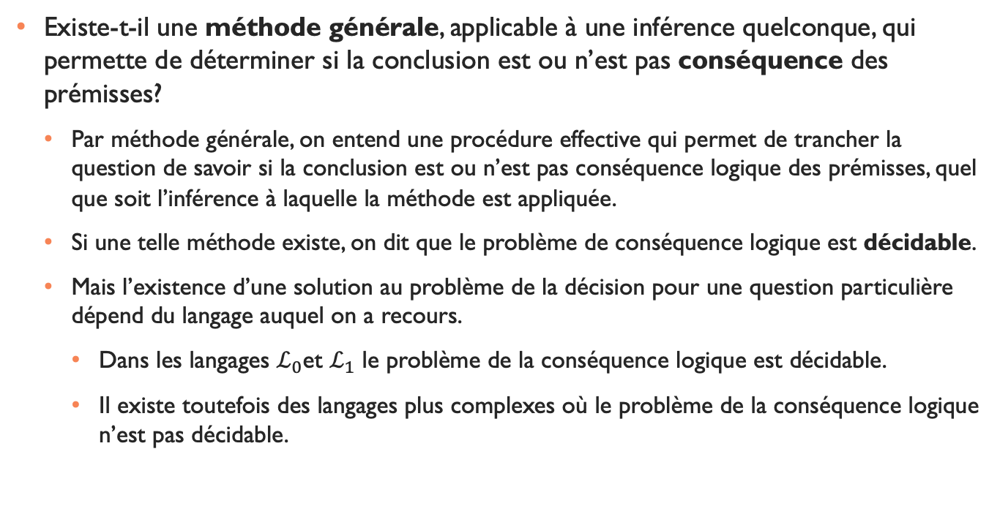 • Existe-t-il une méthode générale, applicable à une inférence quelconque, qui
permette de déterminer si la conclusion est ou n’est pas conséquence des
prémisses?
• Par méthode générale, on entend une procédure effective qui permet de trancher la
question de savoir si la conclusion est ou n’est pas conséquence logique des prémisses, quel
que soit l’inférence à laquelle la méthode est appliquée.
• Si une telle méthode existe, on dit que le problème de conséquence logique est décidable.
• Mais l’existence d’une solution au problème de la décision pour une question particulière
dépend du langage auquel on a recours.
• Dans les langages ℒ₀et ℒ₁ le problème de la conséquence logique est décidable.
• Il existe toutefois des langages plus complexes où le problème de la conséquence logique
n’est pas décidable.